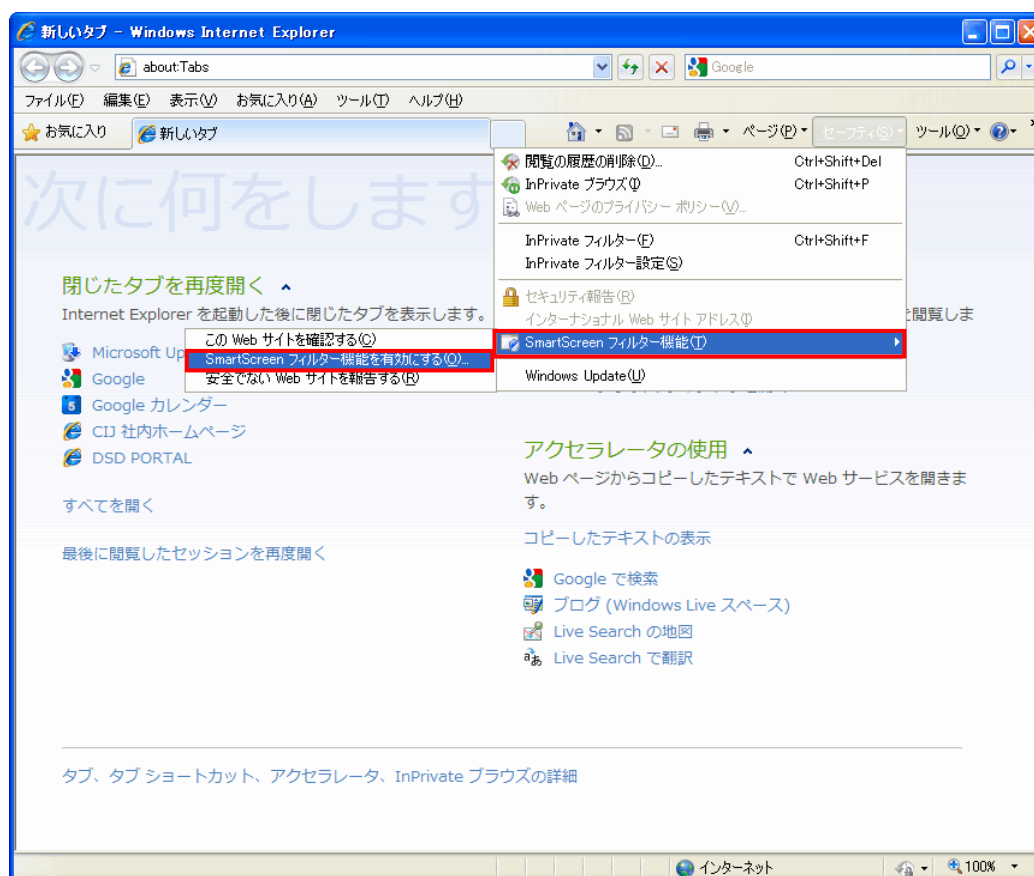 新しいタブ - Windows Internet Explorer
about:Tabs
Google
ファイル(F) 編集(E) 表示(V) お気に入り(A) ツール(T) ヘルプ(H)
お気に入り 新しいタブ ページ(P) セーフティ(S) ツール(O)
閲覧の履歴の削除(D)... Ctrl+Shift+Del
InPrivate ブラウズ(I) Ctrl+Shift+P
Web ページのプライバシー ポリシー(V)...
InPrivate フィルター(F) Ctrl+Shift+F
InPrivate フィルター設定(S)
セキュリティ報告(R)
インターナショナル Web サイト アドレス(I)
SmartScreen フィルター機能(T)
Windows Update(U)
この Web サイトを確認する(C)
SmartScreen フィルター機能を有効にする(O)...
安全でない Web サイトを報告する(R)
次に何をします
閉じたタブを再度開く
Internet Explorer を起動した後に閉じたタブを表示します。
を閲覧しま
Microsoft Up
Google
Google カレンダー
CIJ 社内ホームページ
DSD PORTAL
すべてを開く
最後に閲覧したセッションを再度開く
アクセラレータの使用
Web ページからコピーしたテキストで Web サービスを開きま
す。
コピーしたテキストの表示
Google で検索
ブログ (Windows Live スペース)
Live Search の地図
Live Search で翻訳
タブ、タブ ショートカット、アクセラレータ、InPrivate ブラウズの詳細
インターネット 100%